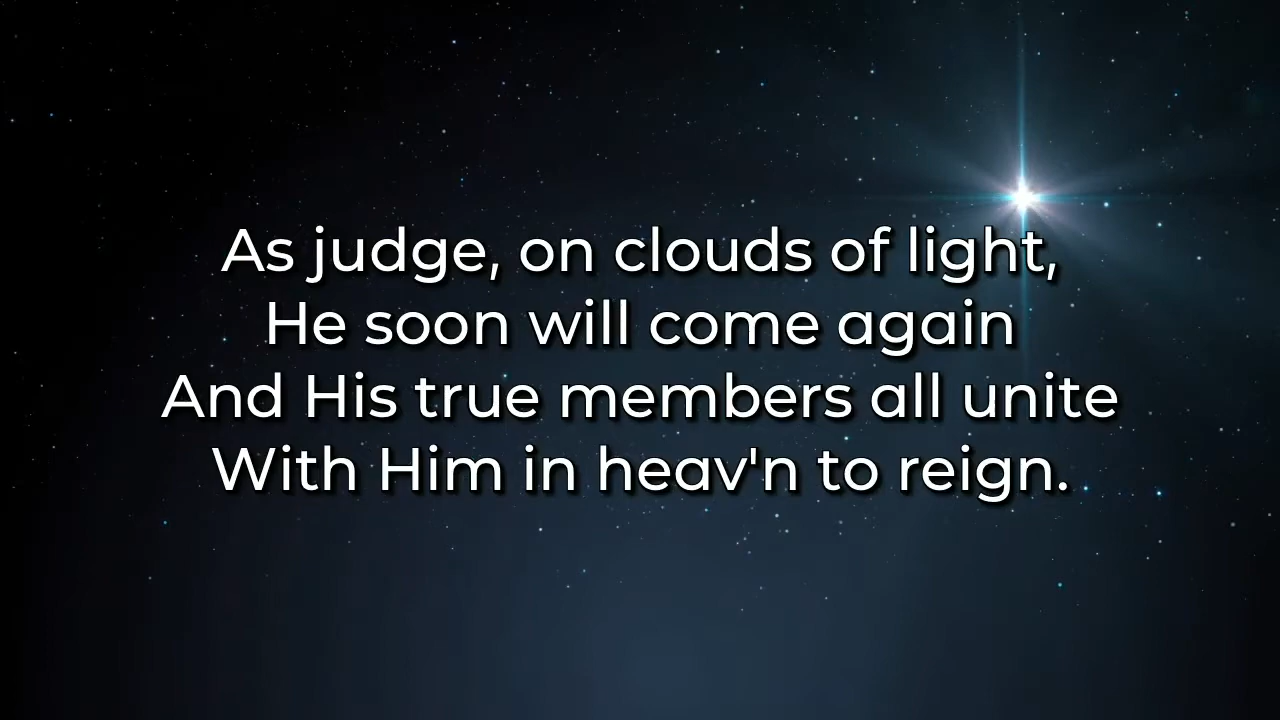 As judge, on clouds of light,
He soon will come again
And His true members all unite
With Him in heav'n to reign.